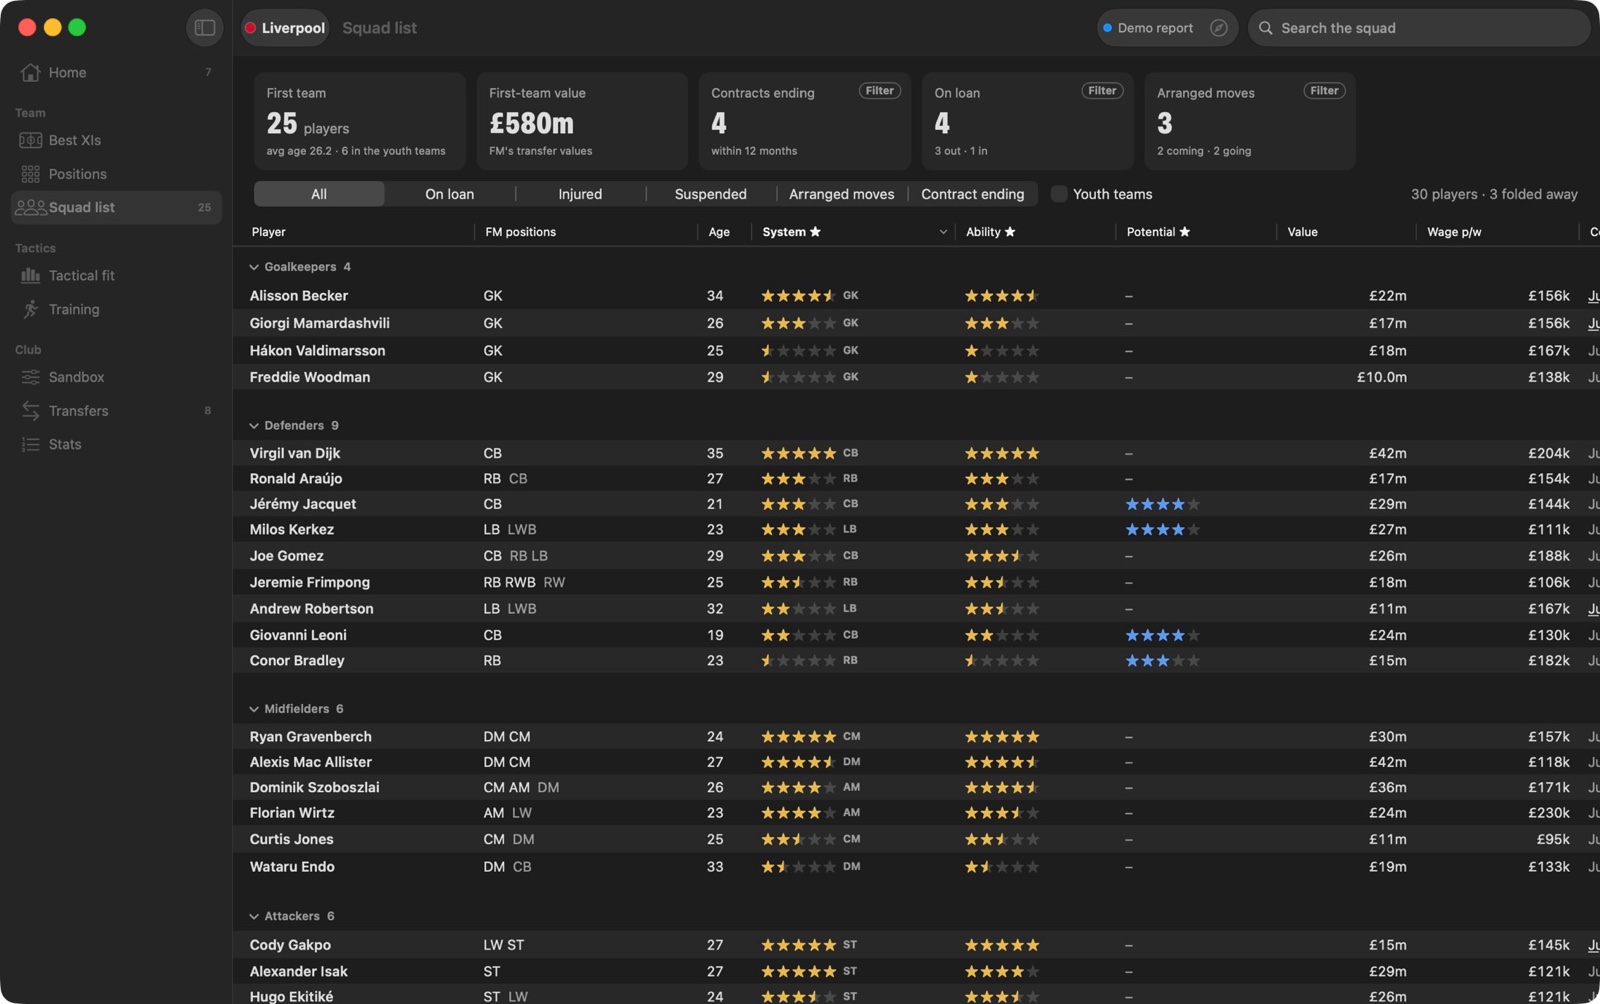 Liverpool Squad list Demo report Search the squad
Home 7
Team
Best XIs
Positions
Squad list 25
Tactics
Tactical fit
Training
Club
Sandbox
Transfers 8
Stats
First team
25 players
avg age 26.2 · 6 in the youth teams
First-team value
£580m
FM's transfer values
Contracts ending Filter
4
within 12 months
On loan Filter
4
3 out · 1 in
Arranged moves Filter
3
2 coming · 2 going
All On loan Injured Suspended Arranged moves Contract ending Youth teams 30 players · 3 folded away
Player FM positions Age System ★ Ability ★ Potential ★ Value Wage p/w
Goalkeepers 4
Alisson Becker GK 34 GK – £22m £156k
Giorgi Mamardashvili GK 26 GK – £17m £156k
Hákon Valdimarsson GK 25 GK – £18m £167k
Freddie Woodman GK 29 GK – £10.0m £138k
Defenders 9
Virgil van Dijk CB 35 CB – £42m £204k
Ronald Araújo RB CB 27 RB – £17m £154k
Jérémy Jacquet CB 21 CB £29m £144k
Milos Kerkez LB LWB 23 LB £27m £111k
Joe Gomez CB RB LB 29 CB – £26m £188k
Jeremie Frimpong RB RWB RW 25 RB – £18m £106k
Andrew Robertson LB LWB 32 LB – £11m £167k
Giovanni Leoni CB 19 CB £24m £130k
Conor Bradley RB 23 RB £15m £182k
Midfielders 6
Ryan Gravenberch DM CM 24 CM – £30m £157k
Alexis Mac Allister DM CM 27 DM – £42m £118k
Dominik Szoboszlai CM AM DM 26 AM – £36m £171k
Florian Wirtz AM LW 23 AM – £24m £230k
Curtis Jones CM DM 25 CM – £11m £95k
Wataru Endo DM CB 33 DM – £19m £133k
Attackers 6
Cody Gakpo LW ST 27 ST – £15m £145k
Alexander Isak ST 27 ST – £29m £121k
Hugo Ekitiké ST LW 24 ST – £26m £121k